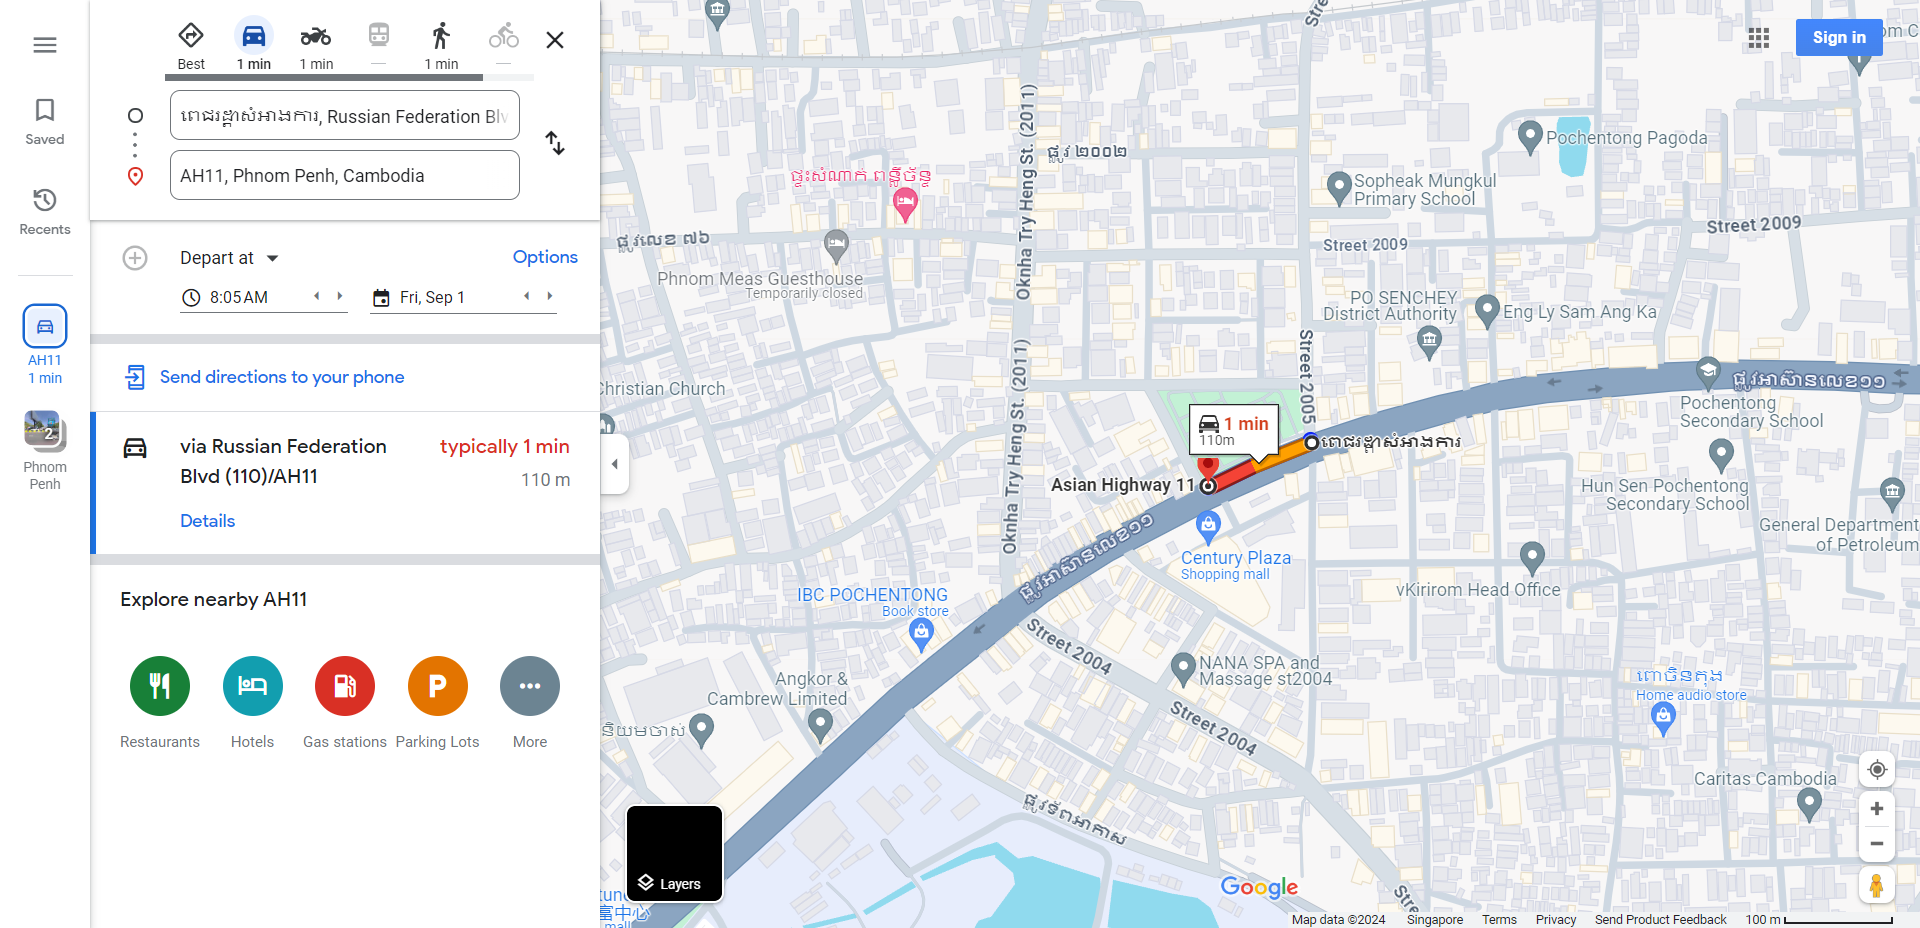 Best
1 min
1 min
—
1 min
—
ពេជរដ្ឋាសំអាងការ, Russian Federation Blv
AH11, Phnom Penh, Cambodia
Saved
Recents
AH11
1 min
2
Phnom
Penh
Depart at
Options
8:05 AM
Fri, Sep 1
Send directions to your phone
via Russian Federation
Blvd (110)/AH11
typically 1 min
110 m
Details
Explore nearby AH11
Restaurants
Hotels
Gas stations
Parking Lots
More
Sign in
Oknha Try Heng St. (2011)
ផ្លូវ ២០០២
Pochentong Pagoda
ផ្ទះសំណាក់ ពន្លឺច័ន្ទ
Sopheak Mungkul
Primary School
ផ្លូវលេខ ៧៦
Street 2009
Street 2009
Phnom Meas Guesthouse
Temporarily closed
PO SENCHEY
District Authority
Eng Ly Sam Ang Ka
Christian Church
Oknha Try Heng St. (2011)
Street 2005
ផ្លូវអាស៊ានលេខ១១
Pochentong
Secondary School
1 min
110m
ពេជរដ្ឋាសំអាងការ
Asian Highway 11
Hun Sen Pochentong
Secondary School
General Department
of Petroleum
ផ្លូវអាស៊ានលេខ១១
Century Plaza
Shopping mall
vKirirom Head Office
IBC POCHENTONG
Book store
Street 2004
NANA SPA and
Massage st2004
Angkor &
Cambrew Limited
ពោចិនតុង
Home audio store
Street 2004
និយមចាស់
Caritas Cambodia
ផ្លូវទ័ពអាកាស
Layers
富中心
Google
Map data ©2024
Singapore
Terms
Privacy
Send Product Feedback
100 m